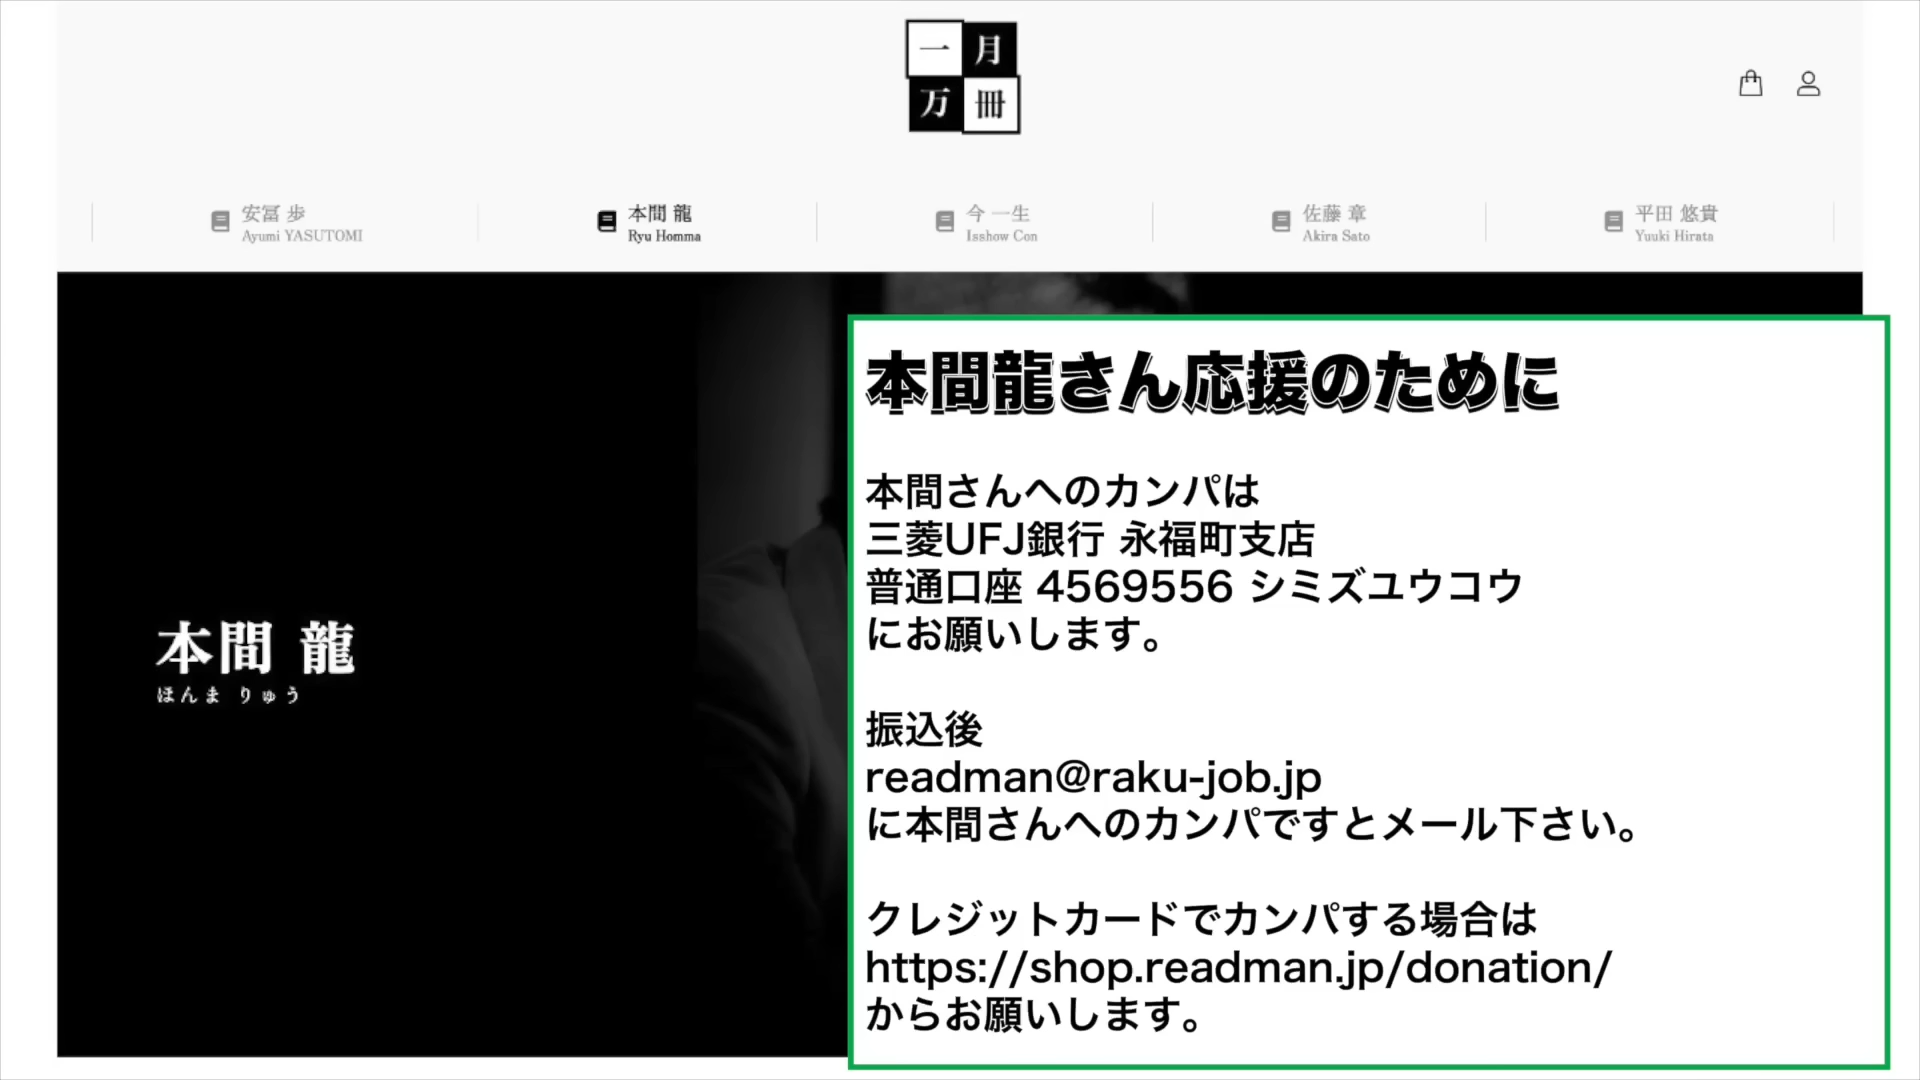 一月
万冊
安冨 歩
Ayumi YASUTOMI
本間 龍
Ryu Homma
今 一生
Isshow Con
佐藤 章
Akira Sato
平田 悠貴
Yuuki Hirata
本間 龍
ほんま りゅう
本間龍さん応援のために
本間さんへのカンパは
三菱UFJ銀行 永福町支店
普通口座 4569556 シミズユウコウ
にお願いします。
振込後
readman@raku-job.jp
に本間さんへのカンパですとメール下さい。
クレジットカードでカンパする場合は
https://shop.readman.jp/donation/
からお願いします。